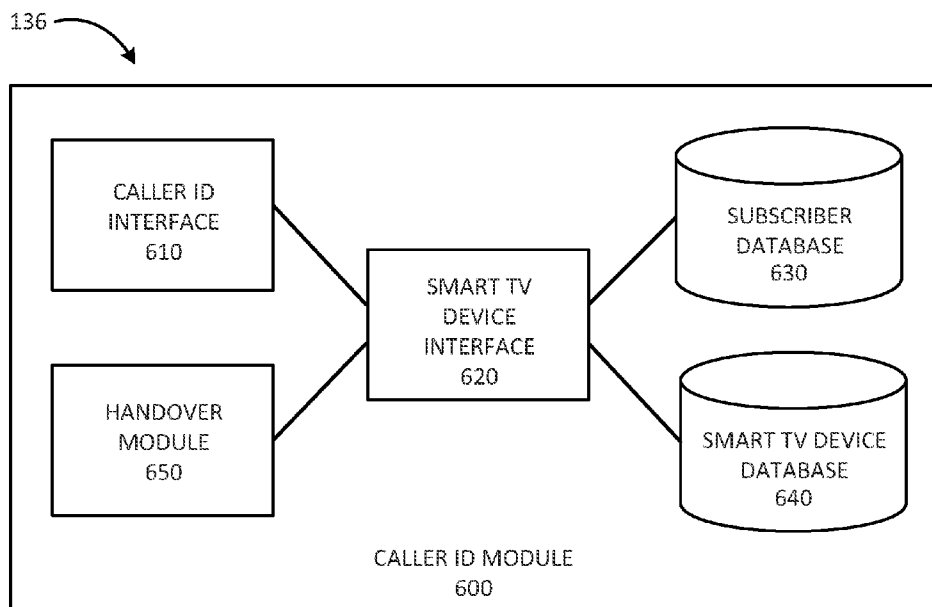 136
CALLER ID
INTERFACE
610
SMART TV
DEVICE
INTERFACE
620
SUBSCRIBER
DATABASE
630
HANDOVER
MODULE
650
SMART TV DEVICE
DATABASE
640
CALLER ID MODULE
600